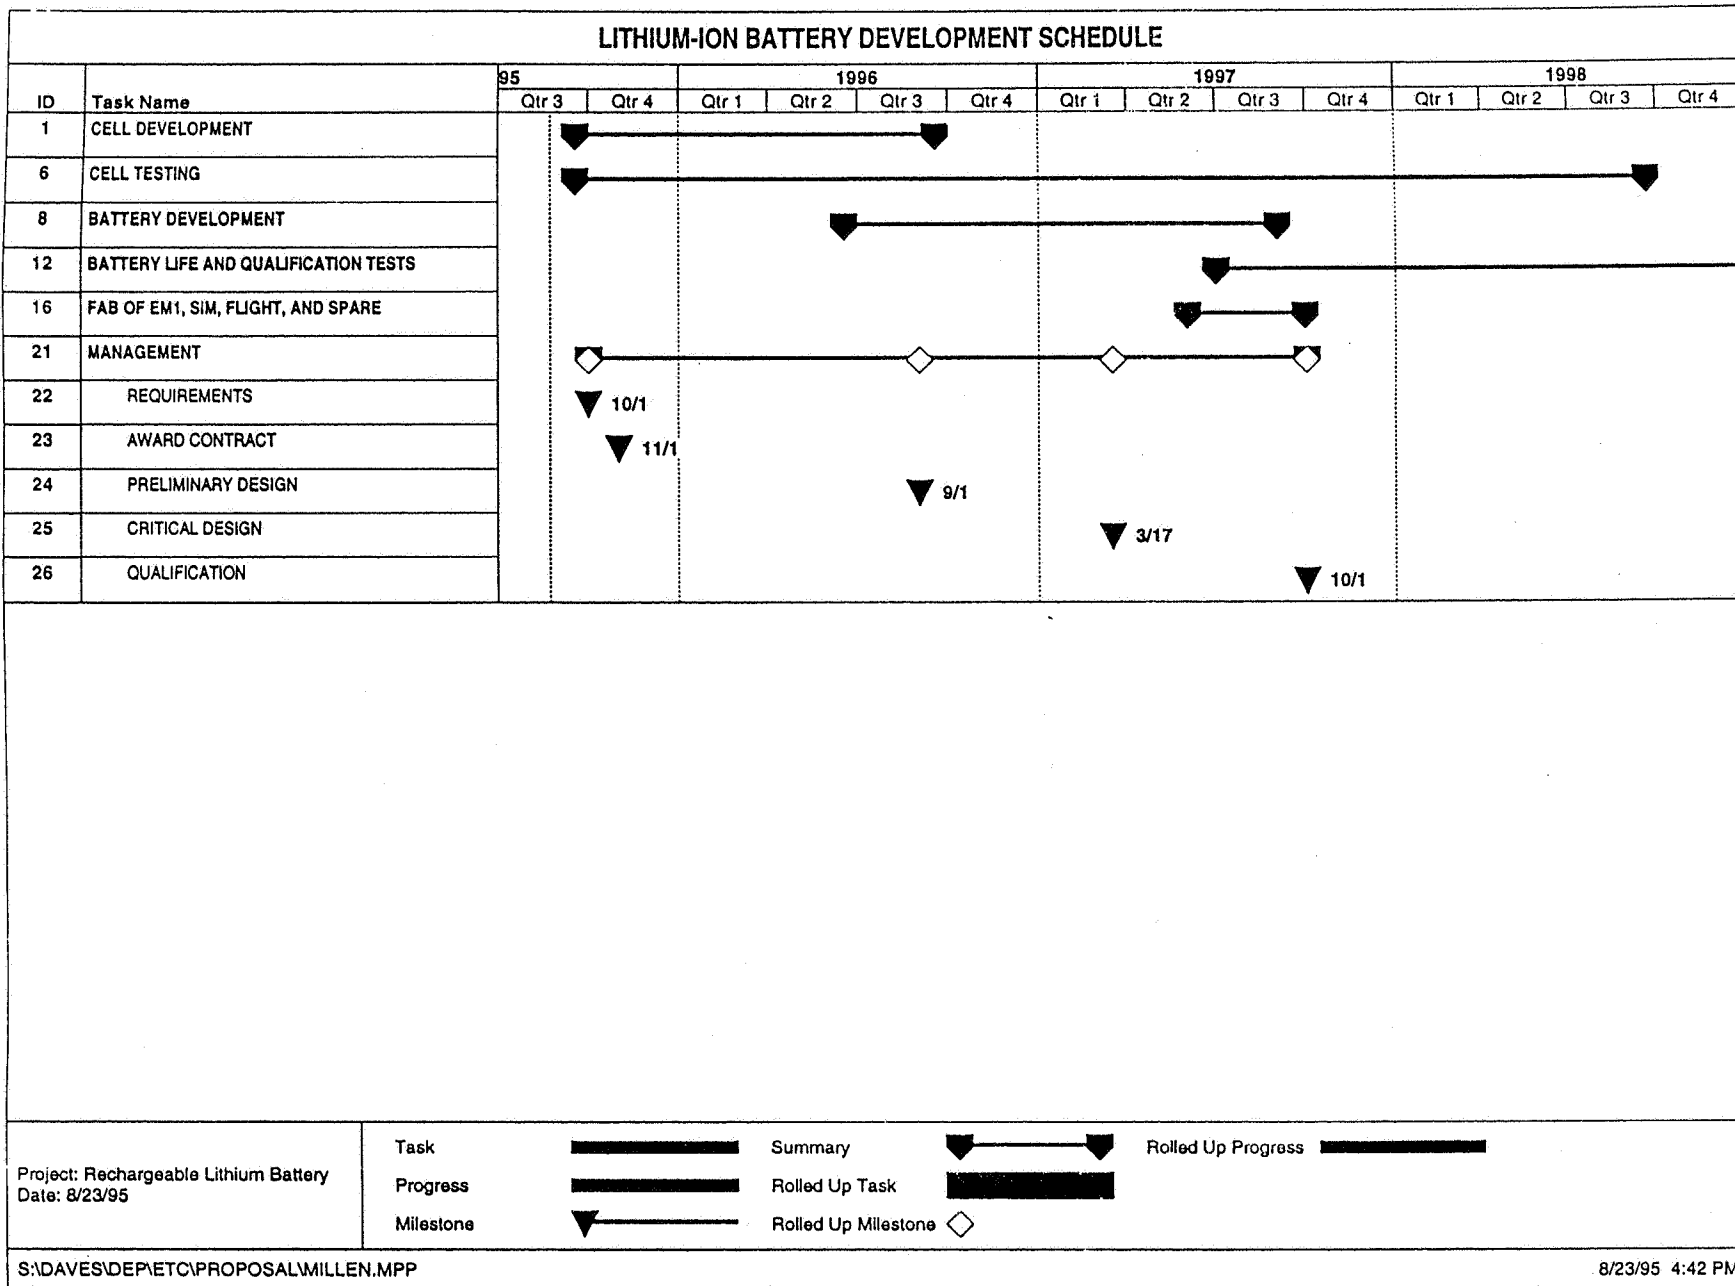 LITHIUM-ION BATTERY DEVELOPMENT SCHEDULE
95 1996 1997 1998
ID Task Name Qtr 3 Qtr 4 Qtr 1 Qtr 2 Qtr 3 Qtr 4 Qtr 1 Qtr 2 Qtr 3 Qtr 4 Qtr 1 Qtr 2 Qtr 3 Qtr 4
1 CELL DEVELOPMENT
6 CELL TESTING
8 BATTERY DEVELOPMENT
12 BATTERY LIFE AND QUALIFICATION TESTS
16 FAB OF EM1, SIM, FLIGHT, AND SPARE
21 MANAGEMENT
22 REQUIREMENTS 10/1
23 AWARD CONTRACT 11/1
24 PRELIMINARY DESIGN 9/1
25 CRITICAL DESIGN 3/17
26 QUALIFICATION 10/1
Project: Rechargeable Lithium Battery
Date: 8/23/95
Task Summary Rolled Up Progress
Progress Rolled Up Task
Milestone Rolled Up Milestone
S:\DAVES\DEP\ETC\PROPOSAL\MILLEN.MPP 8/23/95 4:42 PM